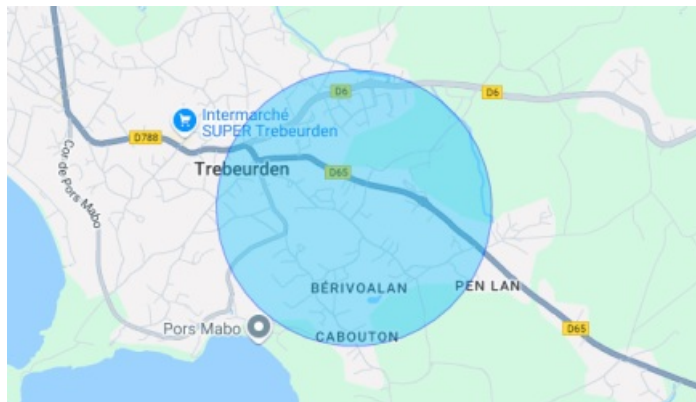 D6
D6
Intermarché
SUPER Trebeurden
D788
Trebeurden
D65
Cor de Pors Mabo
BÉRIVOALAN
PEN LAN
Pors Mabo
CABOUTON
D65